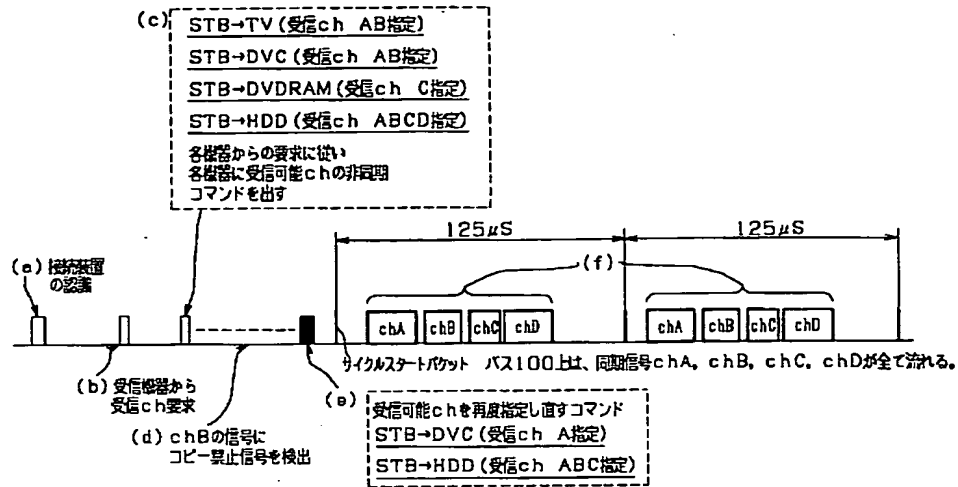 (c)
STB→TV(受信ch AB指定)
STB→DVC(受信ch AB指定)
STB→DVDRAM(受信ch C指定)
STB→HDD(受信ch ABCD指定)
各機器からの要求に従い
各機器に受信可能chの非同期
コマンドを出す
125μS
125μS
(a)接続装置
の認識
(f)
chA
chB
chC
chD
chA
chB
chC
chD
サイクルスタートパケット バス100上は、同期信号chA, chB, chC, chDが全て流れる。
(b)受信機器から
受信ch要求
(d)chBの信号に
コピー禁止信号を検出
(e)
受信可能chを再度指定し直すコマンド
STB→DVC(受信ch A指定)
STB→HDD(受信ch ABC指定)